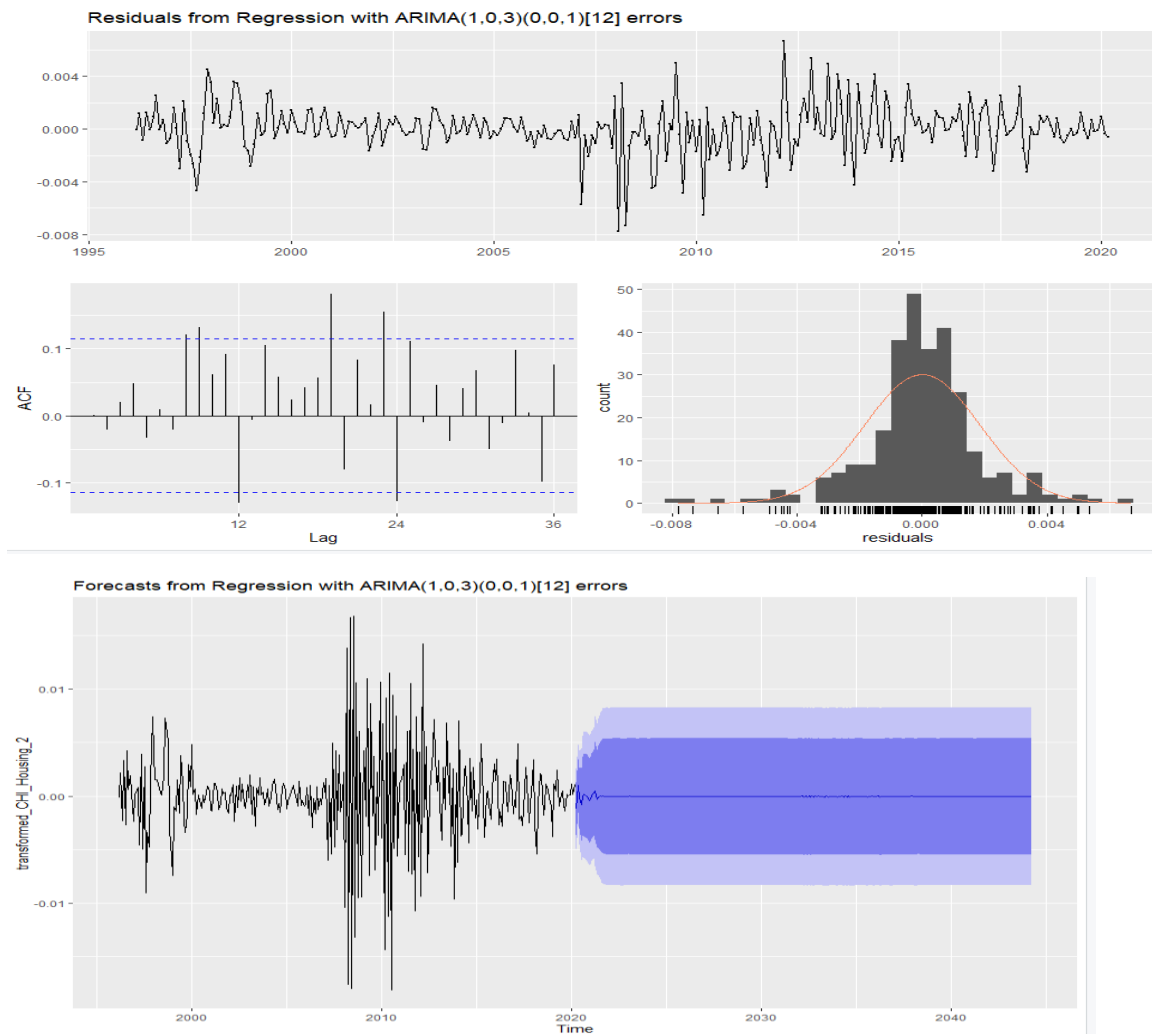 Residuals from Regression with ARIMA(1,0,3)(0,0,1)[12] errors
0.004
0.000
-0.004
-0.008
1995 2000 2005 2010 2015 2020
ACF
0.1
0.0
-0.1
12 24 36
Lag
count
50
40
30
20
10
0
-0.008 -0.004 0.000 0.004
residuals
Forecasts from Regression with ARIMA(1,0,3)(0,0,1)[12] errors
transformed_CHI_Housing_2
0.01
0.00
-0.01
2000 2010 2020 2030 2040
Time